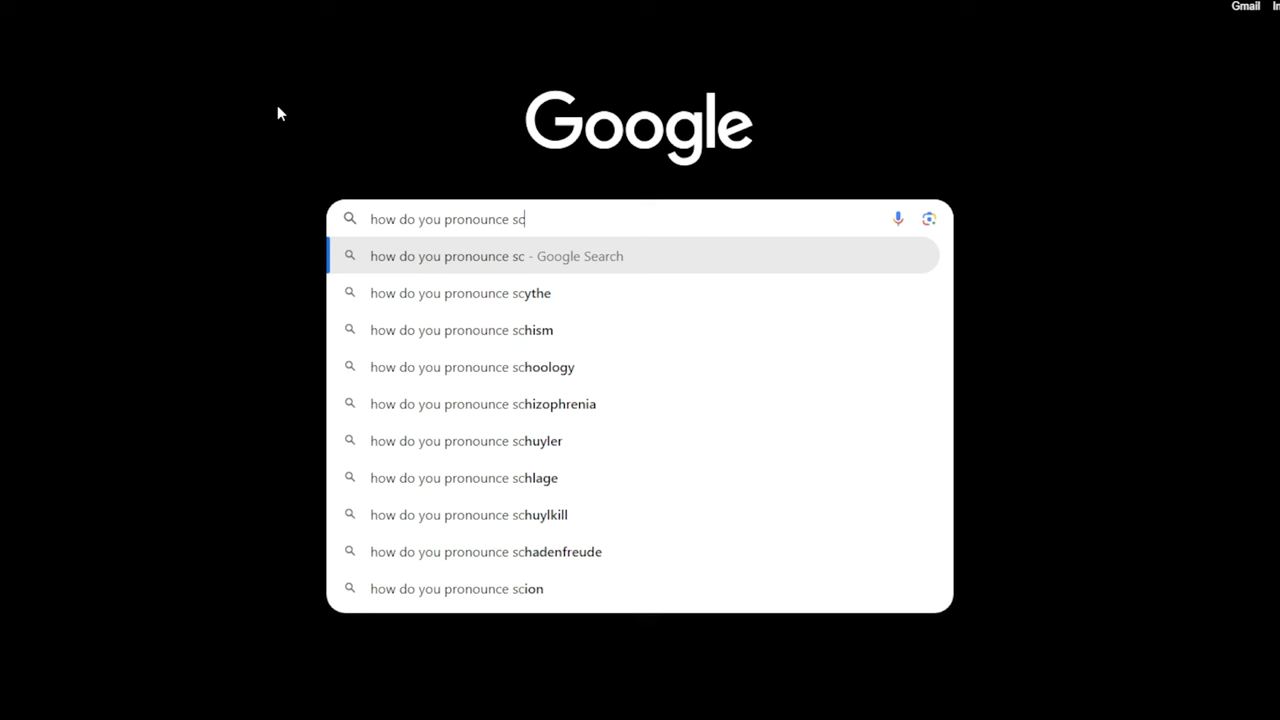 Gmail
Google
how do you pronounce sc
how do you pronounce sc - Google Search
how do you pronounce scythe
how do you pronounce schism
how do you pronounce schoology
how do you pronounce schizophrenia
how do you pronounce schuyler
how do you pronounce schlage
how do you pronounce schuylkill
how do you pronounce schadenfreude
how do you pronounce scion